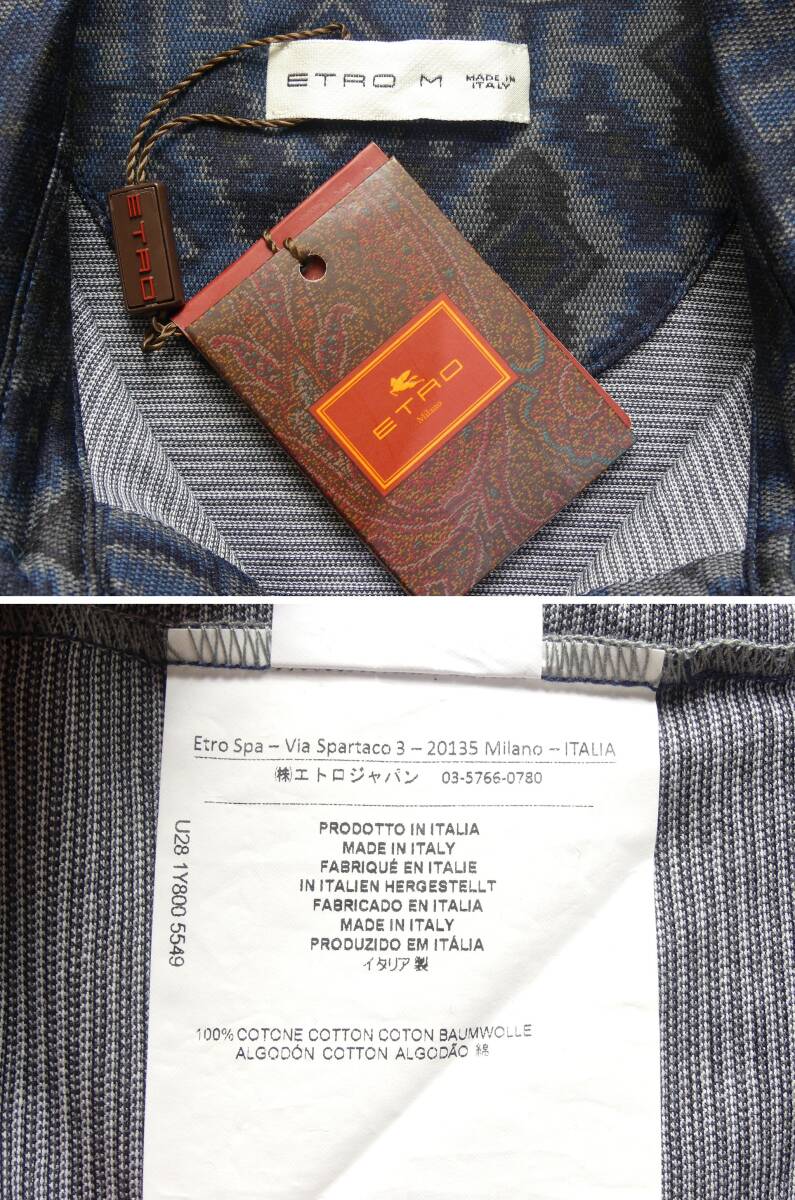 ETRO M MADE IN
ITALY
ETRO
ETRO
Milano
Etro Spa – Via Spartaco 3 – 20135 Milano – ITALIA
㈱エトロジャパン 03-5766-0780
U28 1Y800 5549
PRODOTTO IN ITALIA
MADE IN ITALY
FABRIQUÉ EN ITALIE
IN ITALIEN HERGESTELLT
FABRICADO EN ITALIA
MADE IN ITALY
PRODUZIDO EM ITÁLIA
イタリア製
100% COTONE COTTON COTON BAUMWOLLE
ALGODÓN COTTON ALGODÃO 綿